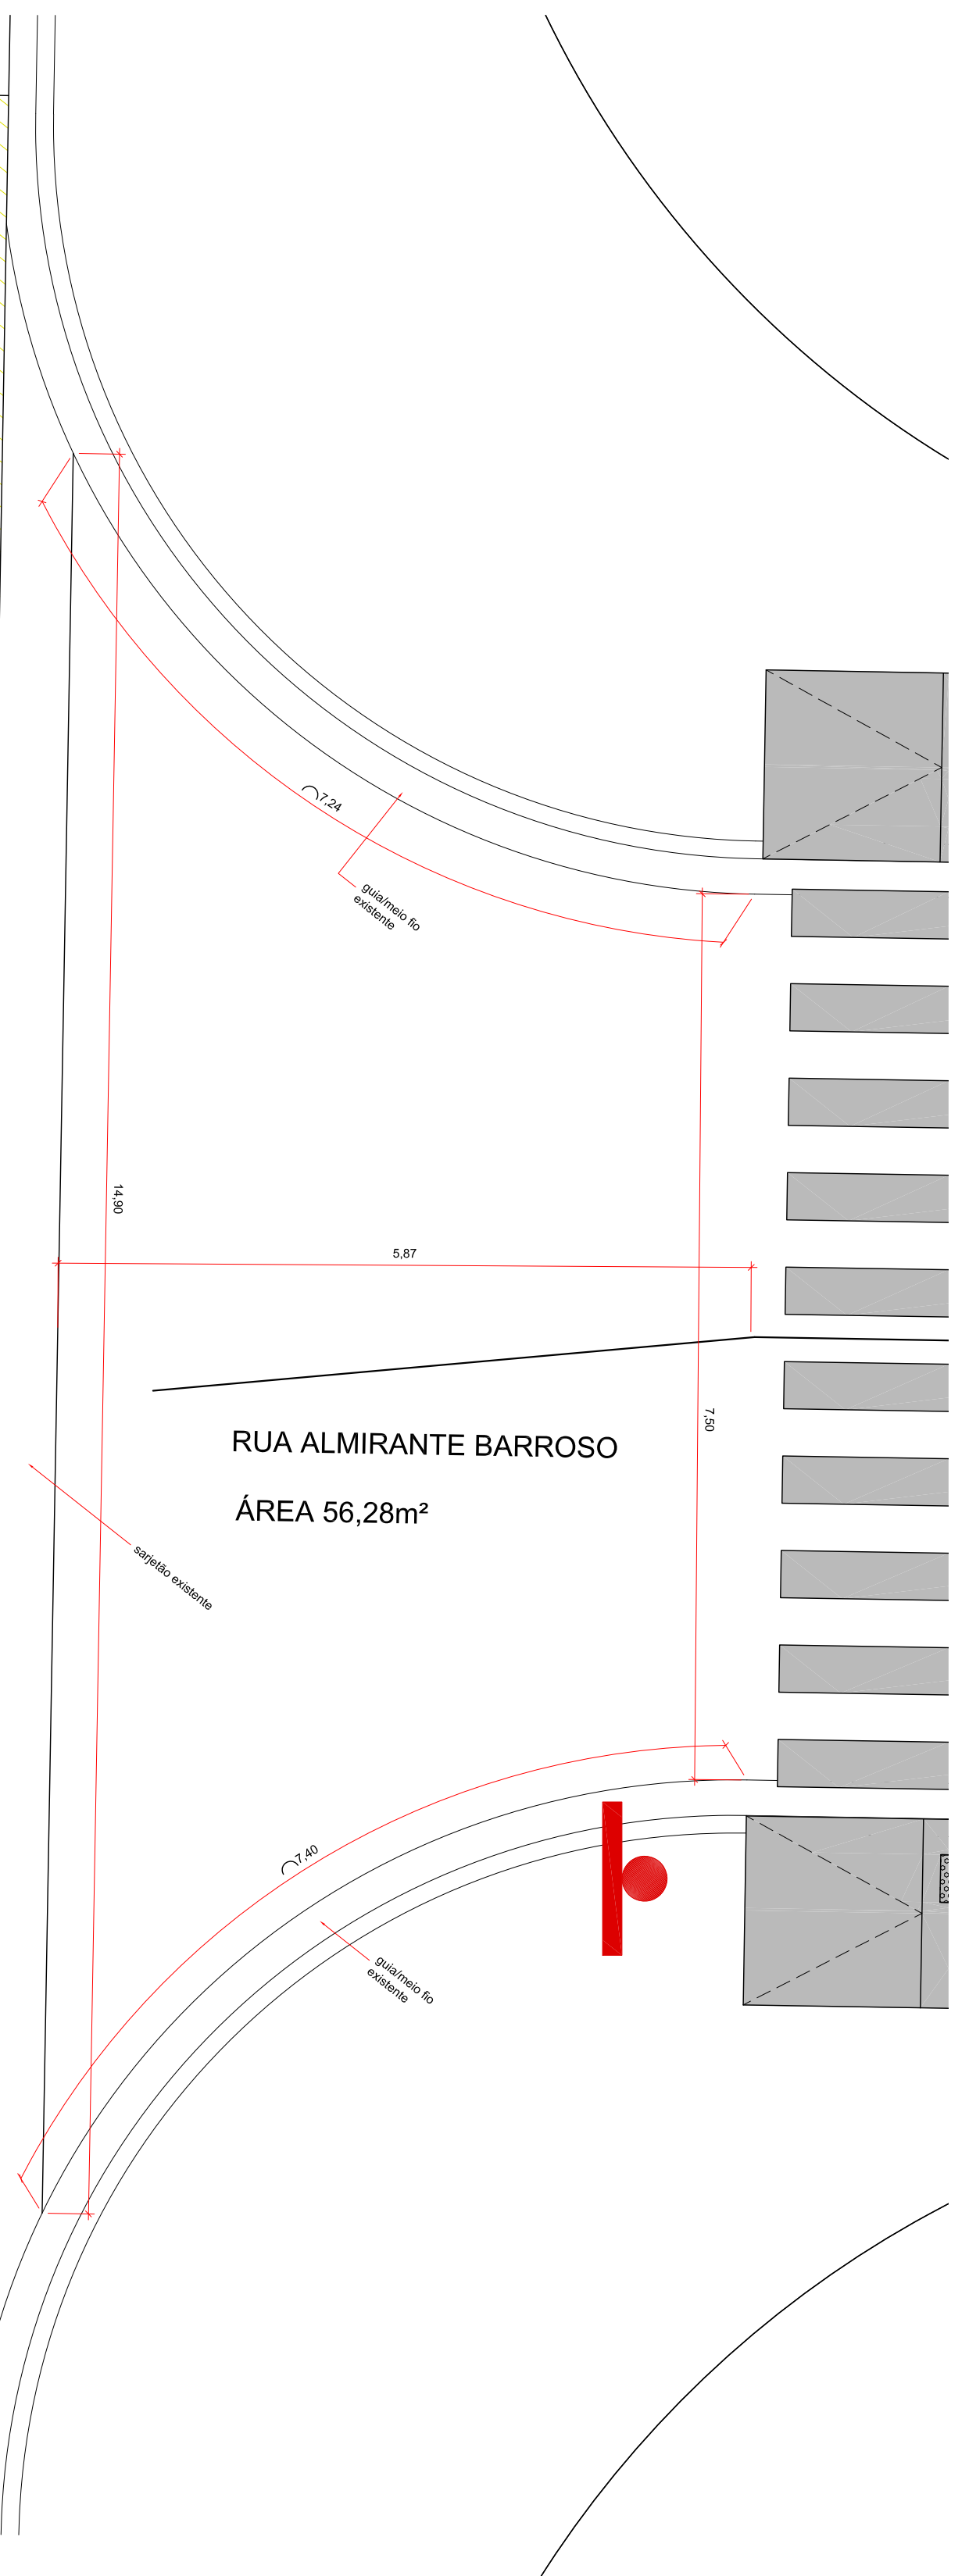 7,24
guia/meio fio
existente
14,90
5,87
7,50
RUA ALMIRANTE BARROSO
ÁREA 56,28m²
sarjetão existente
7,40
guia/meio fio
existente